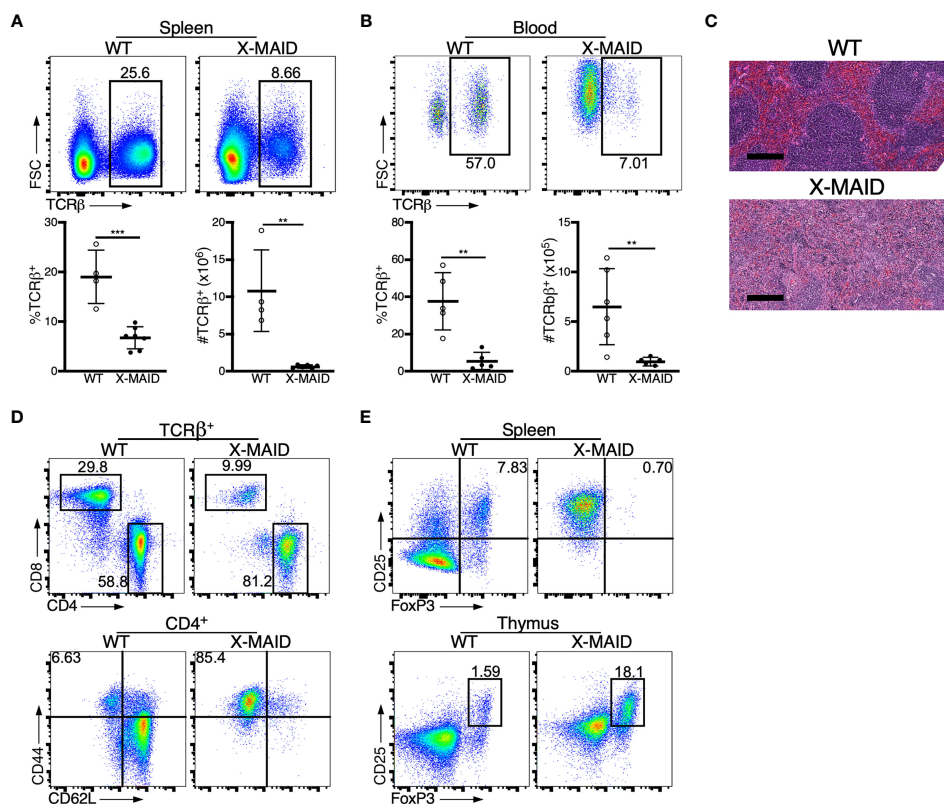 A
Spleen
WT
X-MAID
25.6
8.66
FSC
TCRβ
%TCRβ+
20
10
0
***
WT
X-MAID
#TCRβ+ (x10⁶)
20
15
10
5
0
**
WT
X-MAID
B
Blood
WT
X-MAID
57.0
7.01
FSC
TCRβ
%TCRβ+
80
60
40
20
0
**
WT
X-MAID
#TCRbβ+ (x10⁵)
15
10
5
0
**
WT
X-MAID
C
WT
X-MAID
D
TCRβ+
WT
X-MAID
29.8
9.99
58.8
81.2
CD8
CD4
CD4+
WT
X-MAID
6.63
85.4
CD44
CD62L
E
Spleen
WT
X-MAID
7.83
0.70
CD25
FoxP3
Thymus
WT
X-MAID
1.59
18.1
CD25
FoxP3